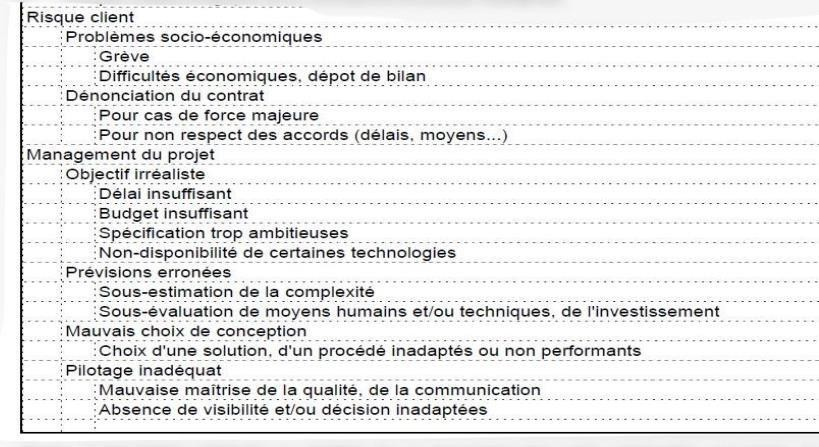 Risque client
Problèmes socio-économiques
Grève
Difficultés économiques, dépot de bilan
Dénonciation du contrat
Pour cas de force majeure
Pour non respect des accords (délais, moyens...)
Management du projet
Objectif irréaliste
Délai insuffisant
Budget insuffisant
Spécification trop ambitieuses
Non-disponibilité de certaines technologies
Prévisions erronées
Sous-estimation de la complexité
Sous-évaluation de moyens humains et/ou techniques, de l'investissement
Mauvais choix de conception
Choix d'une solution, d'un procédé inadaptés ou non performants
Pilotage inadéquat
Mauvaise maîtrise de la qualité, de la communication
Absence de visibilité et/ou décision inadaptées